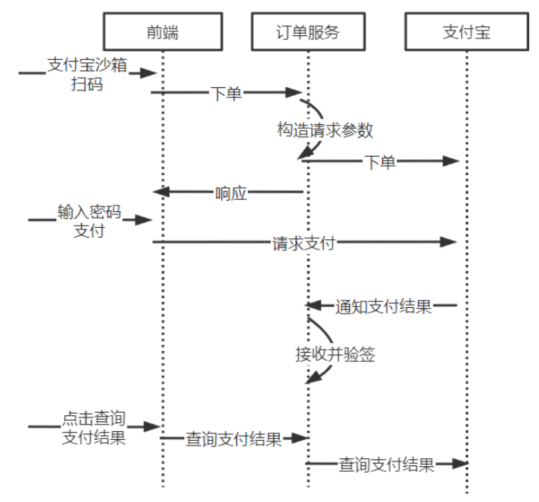 前端
订单服务
支付宝
支付宝沙箱
扫码
下单
构造请求参数
下单
响应
输入密码
支付
请求支付
通知支付结果
接收并验签
点击查询
支付结果
查询支付结果
查询支付结果